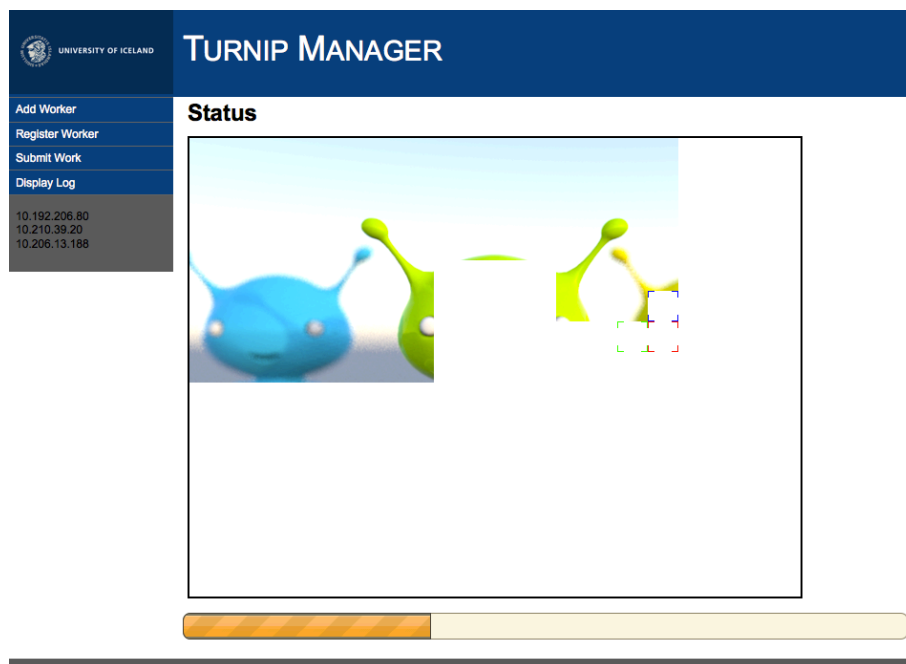 UNIVERSITY OF ICELAND
TURNIP MANAGER
Add Worker
Register Worker
Submit Work
Display Log
10.192.206.80
10.210.39.20
10.206.13.188
Status